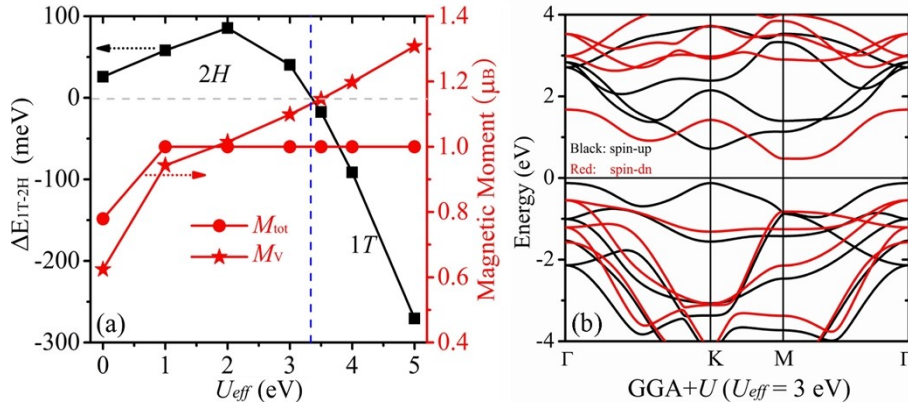 ΔE1T-2H (meV)
100
0
-100
-200
-300
2H
1T
Mtot
MV
(a)
0 1 2 3 4 5
Ueff (eV)
1.4
1.2
1.0
0.8
0.6
0.4
Magnetic Moment (μB)
Energy (eV)
4
2
0
-2
-4
Black: spin-up
Red: spin-dn
(b)
Γ K M Γ
GGA+U (Ueff = 3 eV)